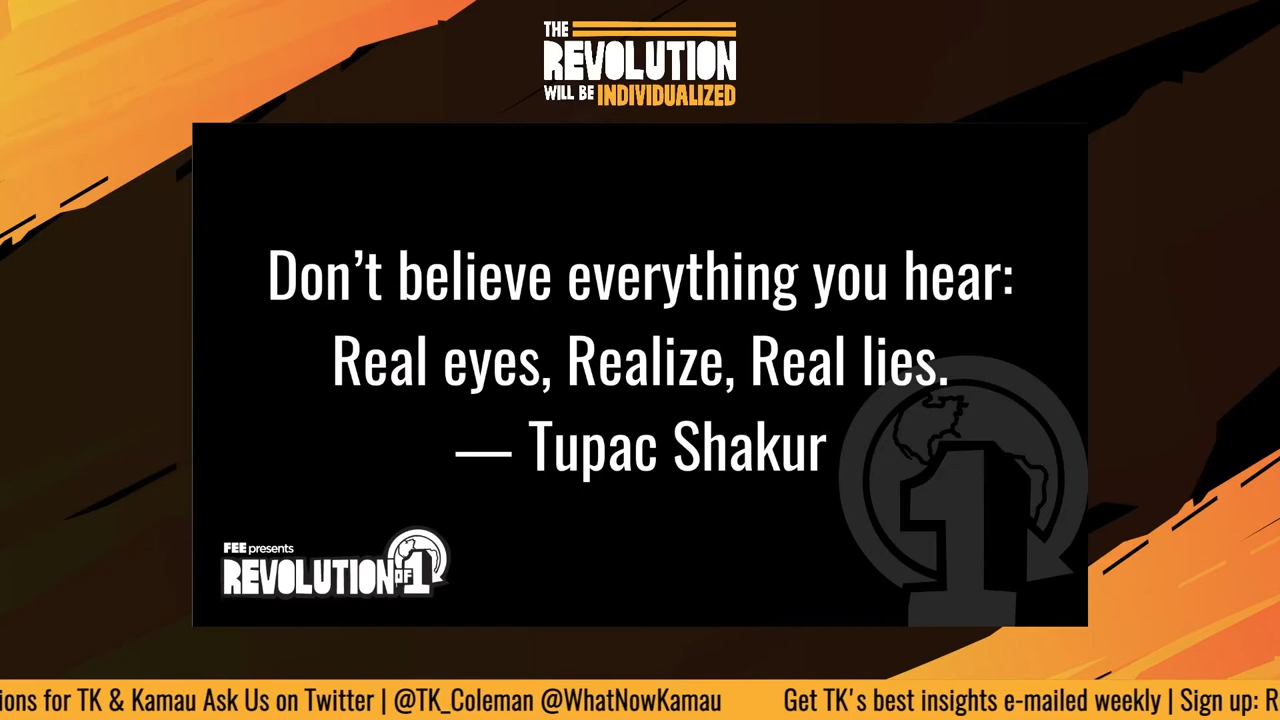 THE
REVOLUTION
WILL BE INDIVIDUALIZED
Don’t believe everything you hear:
Real eyes, Realize, Real lies.
— Tupac Shakur
FEE presents
REVOLUTION OF 1
ions for TK & Kamau Ask Us on Twitter | @TK_Coleman @WhatNowKamau Get TK's best insights e-mailed weekly | Sign up: R